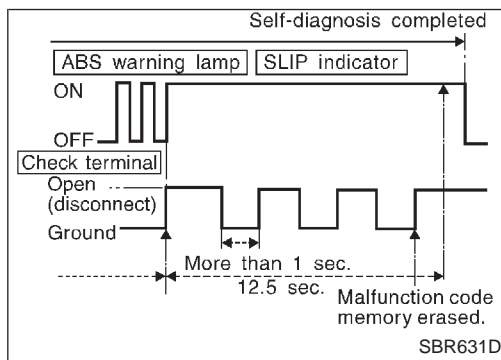 Self-diagnosis completed
ABS warning lamp SLIP indicator
ON
OFF
Check terminal
Open
(disconnect)
Ground
More than 1 sec.
12.5 sec.
Malfunction code
memory erased.
SBR631D